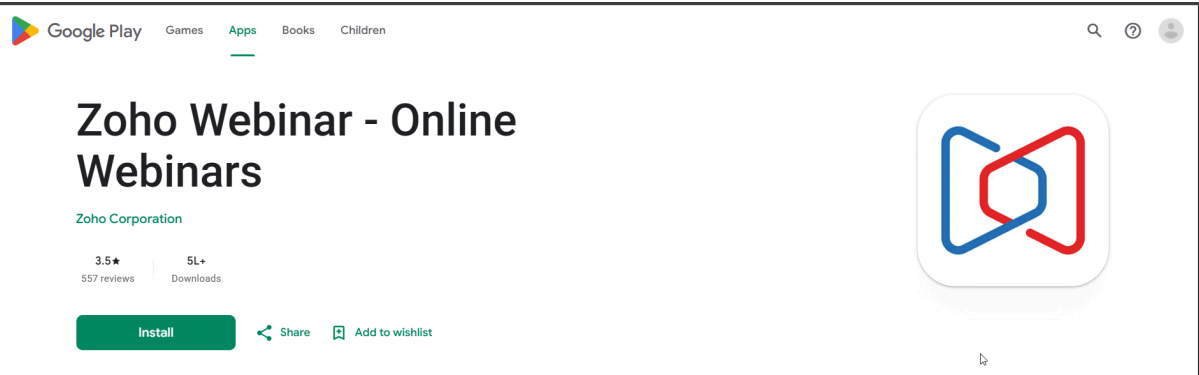 Google Play Games Apps Books Children
Zoho Webinar - Online
Webinars
Zoho Corporation
3.5★ 5L+
557 reviews Downloads
Install Share Add to wishlist